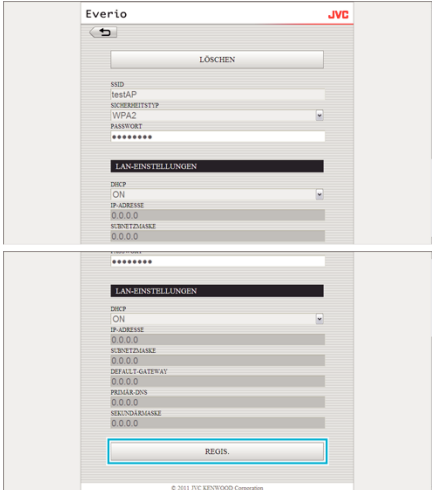 Everio JVC
LÖSCHEN
SSID
testAP
SICHERHEITSTYP
WPA2
PASSWORT
●●●●●●●●
LAN-EINSTELLUNGEN
DHCP
ON
IP-ADRESSE
0.0.0.0
SUBNETZMASKE
0.0.0.0
●●●●●●●●
LAN-EINSTELLUNGEN
DHCP
ON
IP-ADRESSE
0.0.0.0
SUBNETZMASKE
0.0.0.0
DEFAULT-GATEWAY
0.0.0.0
PRIMÄR-DNS
0.0.0.0
SEKUNDÄRMASKE
0.0.0.0
REGIS.
© 2011 JVC KENWOOD Corporation